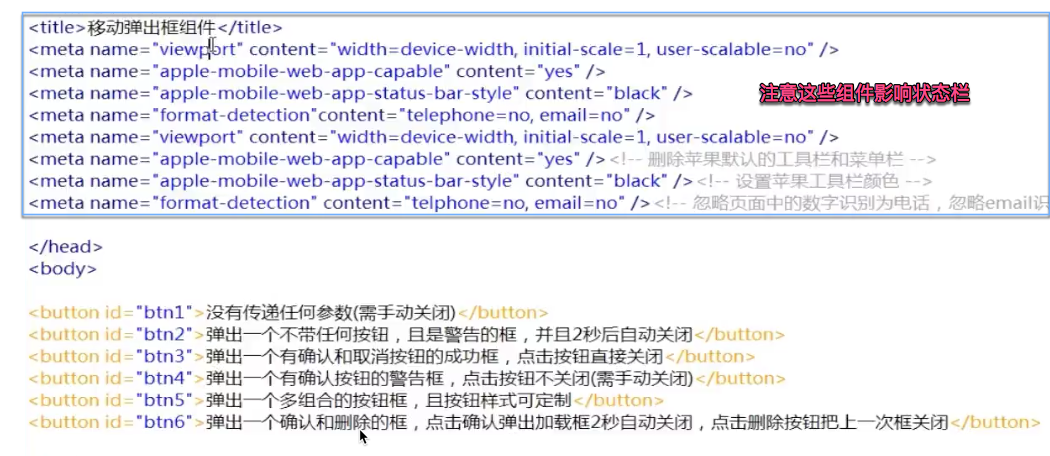 <title>移动弹出框组件</title>
<meta name="viewport" content="width=device-width, initial-scale=1, user-scalable=no" />
<meta name="apple-mobile-web-app-capable" content="yes" />
<meta name="apple-mobile-web-app-status-bar-style" content="black" />
注意这些组件影响状态栏
<meta name="format-detection"content="telephone=no, email=no" />
<meta name="viewport" content="width=device-width, initial-scale=1, user-scalable=no" />
<meta name="apple-mobile-web-app-capable" content="yes" /><!-- 删除苹果默认的工具栏和菜单栏 -->
<meta name="apple-mobile-web-app-status-bar-style" content="black" /><!-- 设置苹果工具栏颜色 -->
<meta name="format-detection" content="telphone=no, email=no" /><!-- 忽略页面中的数字识别为电话，忽略email识
</head>
<body>
<button id="btn1">没有传递任何参数(需手动关闭)</button>
<button id="btn2">弹出一个不带任何按钮，且是警告的框，并且2秒后自动关闭</button>
<button id="btn3">弹出一个有确认和取消按钮的成功框，点击按钮直接关闭</button>
<button id="btn4">弹出一个有确认按钮的警告框，点击按钮不关闭(需手动关闭)</button>
<button id="btn5">弹出一个多组合的按钮框，且按钮样式可定制</button>
<button id="btn6">弹出一个确认和删除的框，点击确认弹出加载框2秒自动关闭，点击删除按钮把上一次框关闭</button>